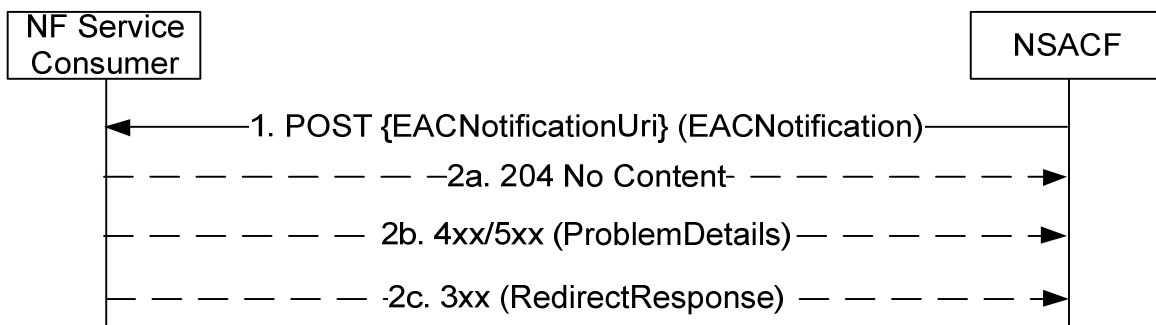 NF Service
Consumer
NSACF
1. POST {EACNotificationUri} (EACNotification)
2a. 204 No Content
2b. 4xx/5xx (ProblemDetails)
2c. 3xx (RedirectResponse)